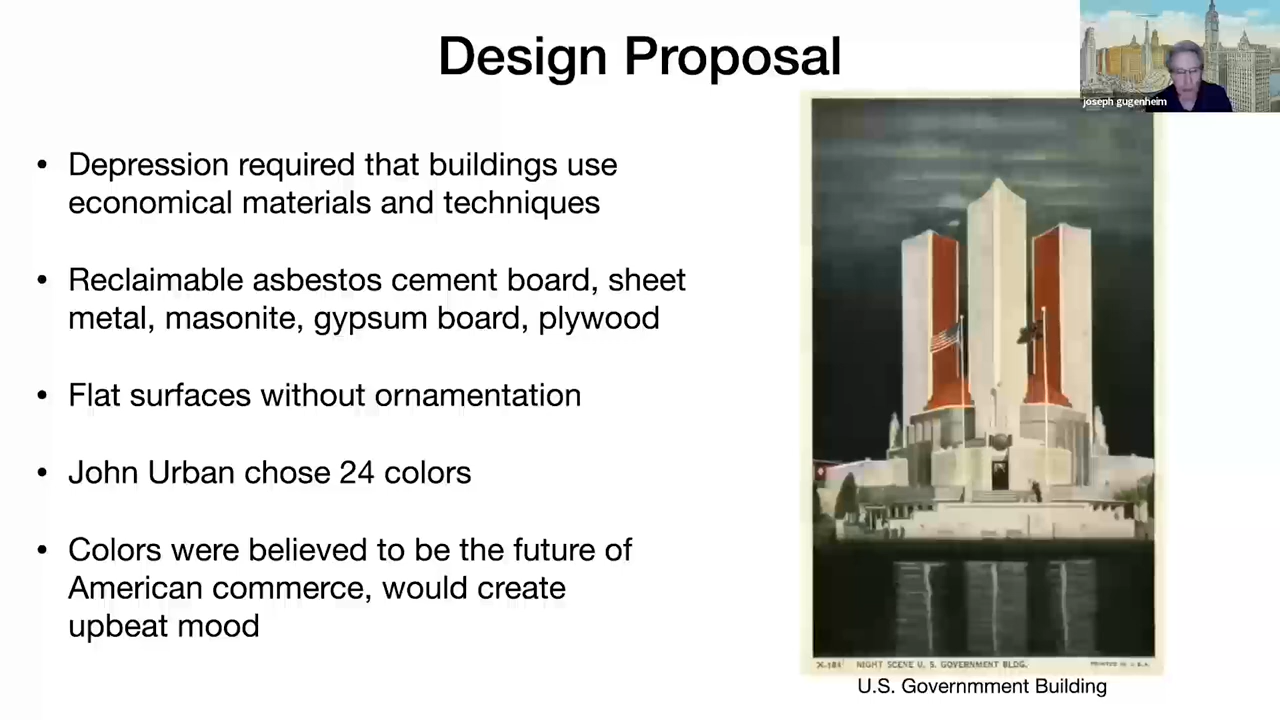 Design Proposal
joseph gugenheim
• Depression required that buildings use
economical materials and techniques
• Reclaimable asbestos cement board, sheet
metal, masonite, gypsum board, plywood
• Flat surfaces without ornamentation
• John Urban chose 24 colors
• Colors were believed to be the future of
American commerce, would create
upbeat mood
NIGHT SCENE U. S. GOVERNMENT BLDG.
PRINTED IN U.S.A.
U.S. Governmment Building